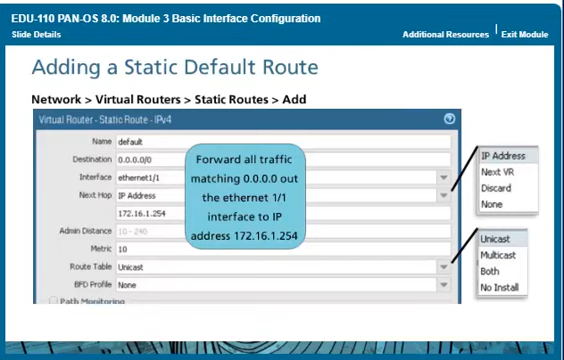 EDU-110 PAN-OS 8.0: Module 3 Basic Interface Configuration
Slide Details
Additional Resources
Exit Module
Adding a Static Default Route
Network > Virtual Routers > Static Routes > Add
Virtual Router - Static Route - IPv4
Name default
Destination 0.0.0.0/0
Interface ethernet1/1
Next Hop IP Address
172.16.1.254
Admin Distance 10 - 240
Metric 10
Route Table Unicast
BFD Profile None
Path Monitoring
Forward all traffic
matching 0.0.0.0 out
the ethernet 1/1
interface to IP
address 172.16.1.254
IP Address
Next VR
Discard
None
Unicast
Multicast
Both
No Install